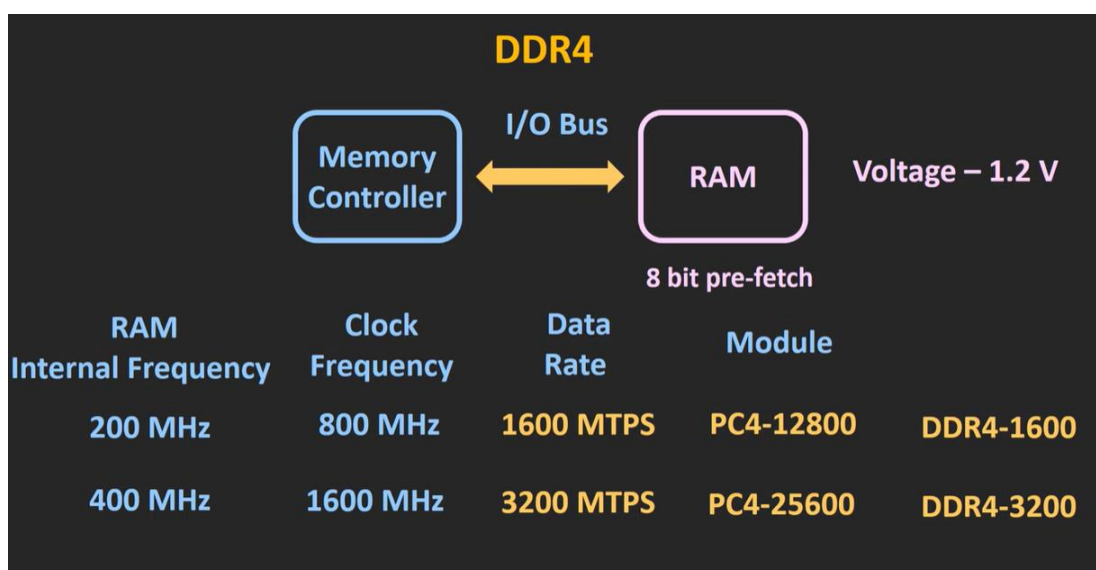 DDR4
I/O Bus
Memory
Controller
RAM
Voltage – 1.2 V
8 bit pre-fetch
RAM
Internal Frequency
Clock
Frequency
Data
Rate
Module
200 MHz 800 MHz 1600 MTPS PC4-12800 DDR4-1600
400 MHz 1600 MHz 3200 MTPS PC4-25600 DDR4-3200